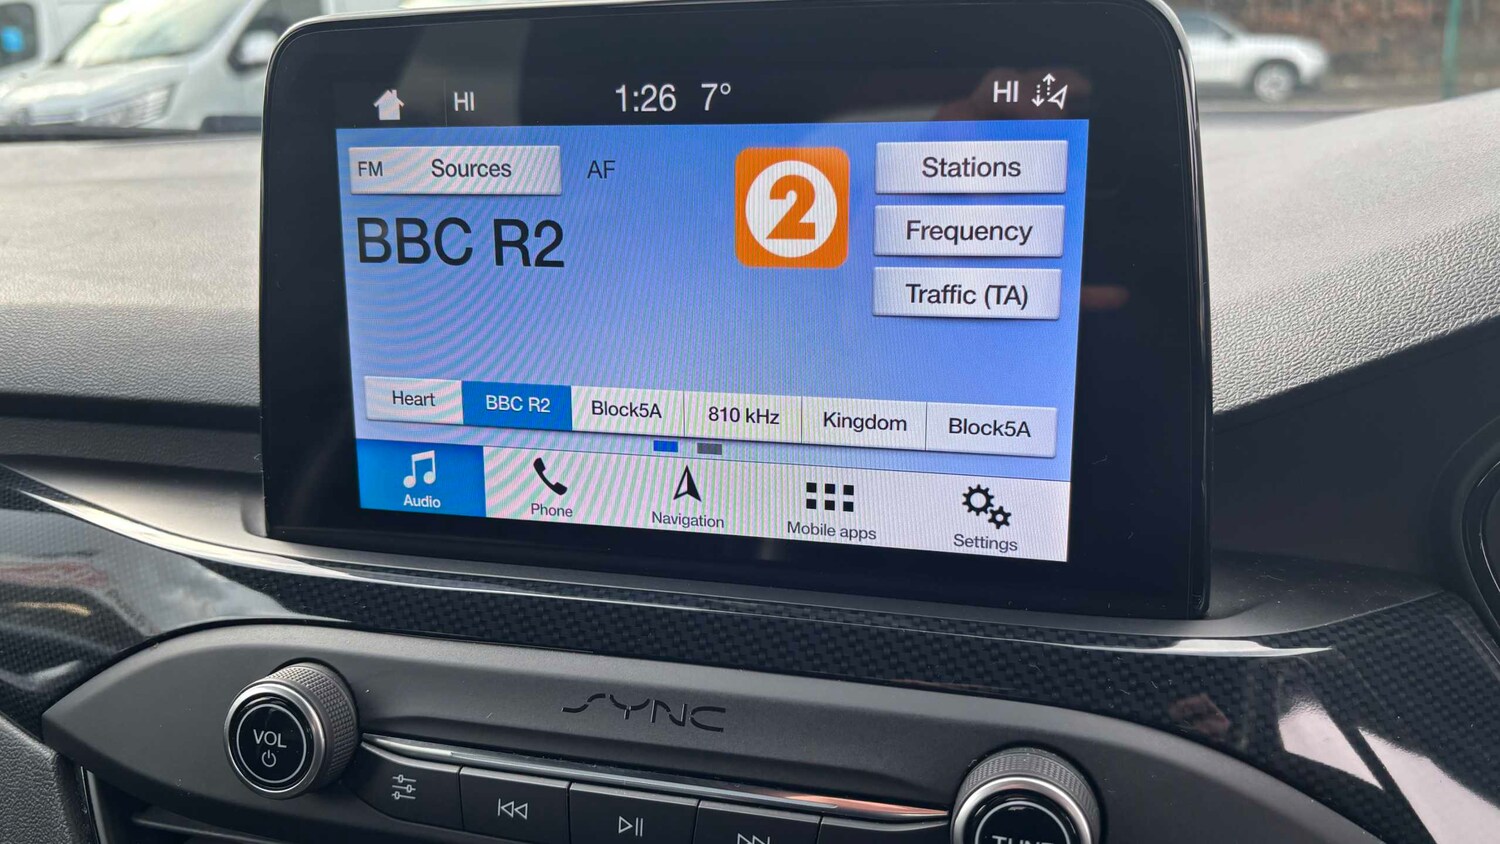 HI 1:26 7° HI
FM Sources AF
2
Stations
BBC R2
Frequency
Traffic (TA)
Heart BBC R2 Block5A 810 kHz Kingdom Block5A
Audio Phone Navigation Mobile apps Settings
SYNC
VOL
TUNE